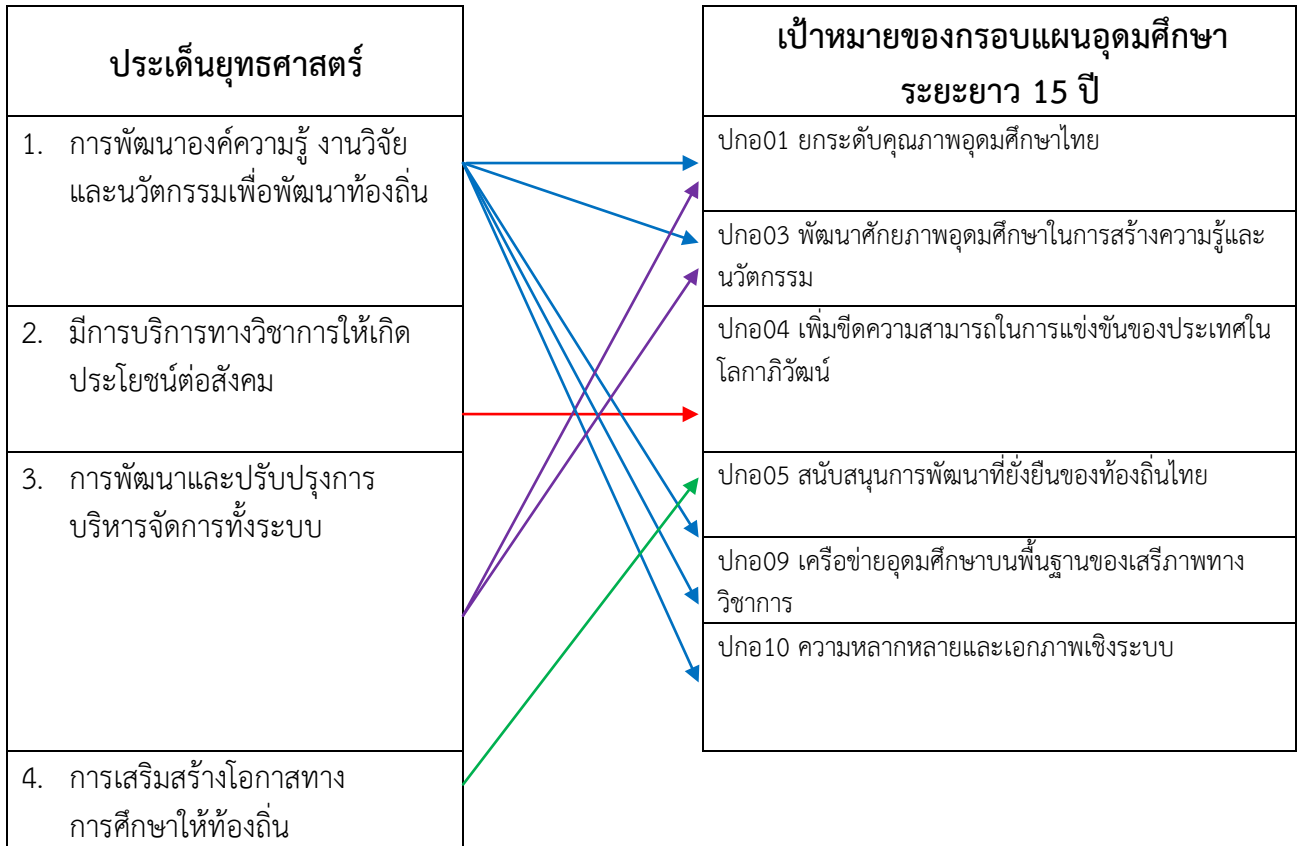 ประเด็นยุทธศาสตร์
1. การพัฒนาองค์ความรู้ งานวิจัย
และนวัตกรรมเพื่อพัฒนาท้องถิ่น
2. มีการบริการทางวิชาการให้เกิด
ประโยชน์ต่อสังคม
3. การพัฒนาและปรับปรุงการ
บริหารจัดการทั้งระบบ
4. การเสริมสร้างโอกาสทาง
การศึกษาให้ท้องถิ่น
เป้าหมายของกรอบแผนอุดมศึกษา
ระยะยาว 15 ปี
ปกอ01 ยกระดับคุณภาพอุดมศึกษาไทย
ปกอ03 พัฒนาศักยภาพอุดมศึกษาในการสร้างความรู้และ
นวัตกรรม
ปกอ04 เพิ่มขีดความสามารถในการแข่งขันของประเทศใน
โลกาภิวัฒน์
ปกอ05 สนับสนุนการพัฒนาที่ยั่งยืนของท้องถิ่นไทย
ปกอ09 เครือข่ายอุดมศึกษาบนพื้นฐานของเสรีภาพทาง
วิชาการ
ปกอ10 ความหลากหลายและเอกภาพเชิงระบบ